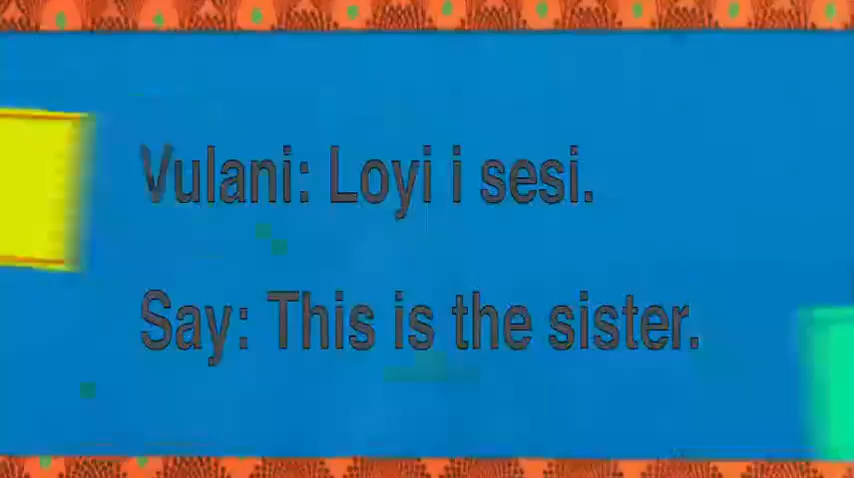 Vulani: Loyi i sesi.
Say: This is the sister.